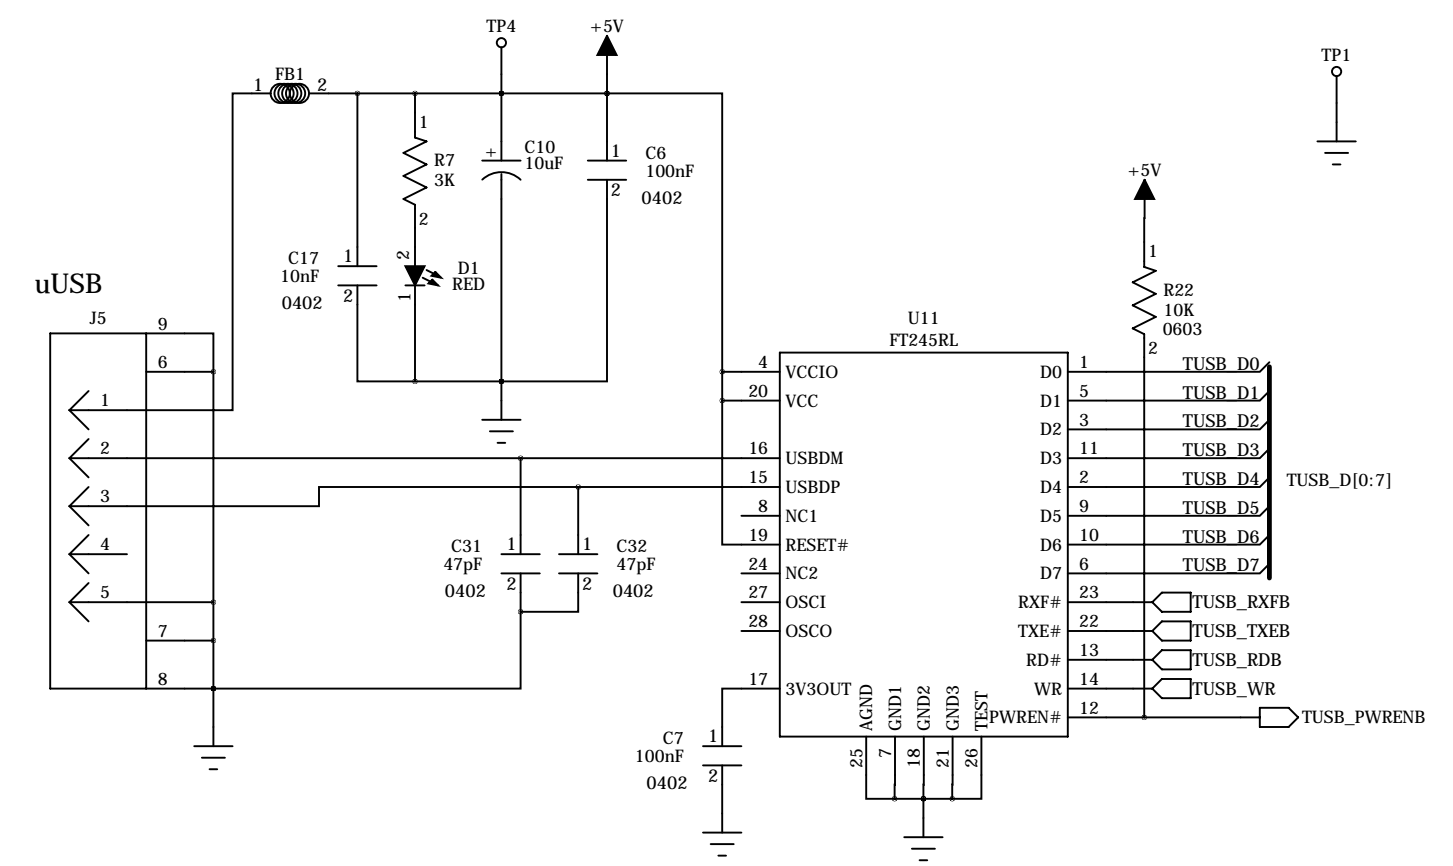 TP4
+5V
TP1
FB1
1
2
1
R7
3K
2
+
C10
10uF
1
C6
100nF
2
0402
+5V
C17
10nF
0402
1
2
2
D1
RED
1
uUSB
J5
9
6
1
2
3
4
5
7
8
1
R22
10K
0603
2
U11
FT245RL
4 VCCIO
20 VCC
16 USBDM
15 USBDP
8 NC1
19 RESET#
24 NC2
27 OSCI
28 OSCO
17 3V3OUT
D0 1 TUSB_D0
D1 5 TUSB_D1
D2 3 TUSB_D2
D3 11 TUSB_D3
D4 2 TUSB_D4
D5 9 TUSB_D5
D6 10 TUSB_D6
D7 6 TUSB_D7
TUSB_D[0:7]
RXF# 23 TUSB_RXFB
TXE# 22 TUSB_TXEB
RD# 13 TUSB_RDB
WR 14 TUSB_WR
PWREN# 12 TUSB_PWRENB
C31
47pF
0402
1
2
1
2
C32
47pF
0402
AGND
GND1
GND2
GND3
TEST
25
7
18
21
26
C7
100nF
0402
1
2